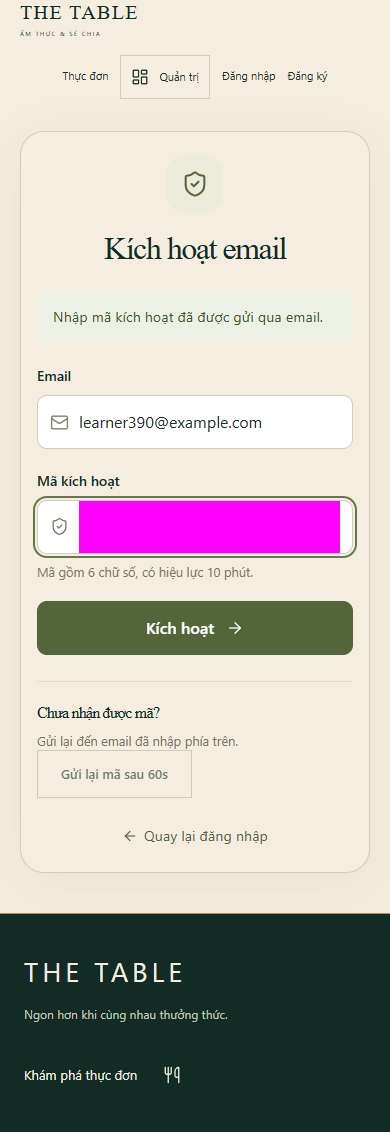 THE TABLE
ẨM THỰC & SẺ CHIA
Thực đơn
Quản trị
Đăng nhập
Đăng ký
Kích hoạt email
Nhập mã kích hoạt đã được gửi qua email.
Email
learner390@example.com
Mã kích hoạt
Mã gồm 6 chữ số, có hiệu lực 10 phút.
Kích hoạt →
Chưa nhận được mã?
Gửi lại đến email đã nhập phía trên.
Gửi lại mã sau 60s
← Quay lại đăng nhập
THE TABLE
Ngon hơn khi cùng nhau thưởng thức.
Khám phá thực đơn